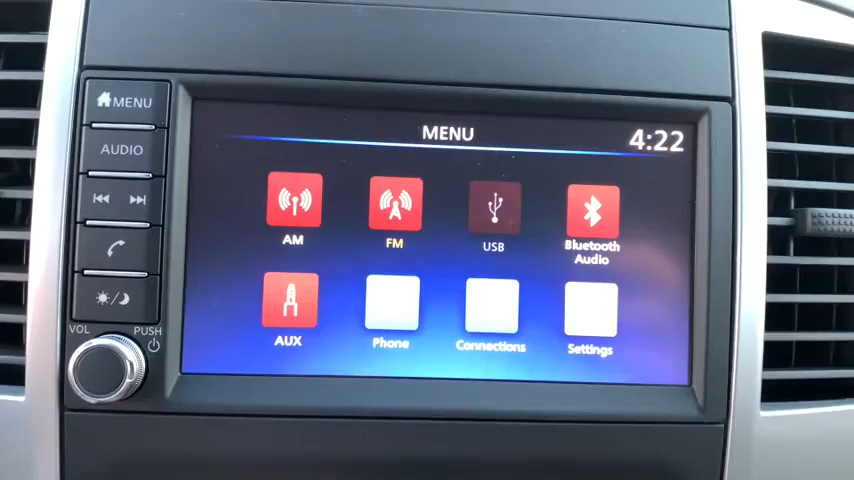 MENU
AUDIO
VOL
PUSH
MENU
4:22
AM
FM
USB
Bluetooth
Audio
AUX
Phone
Connections
Settings